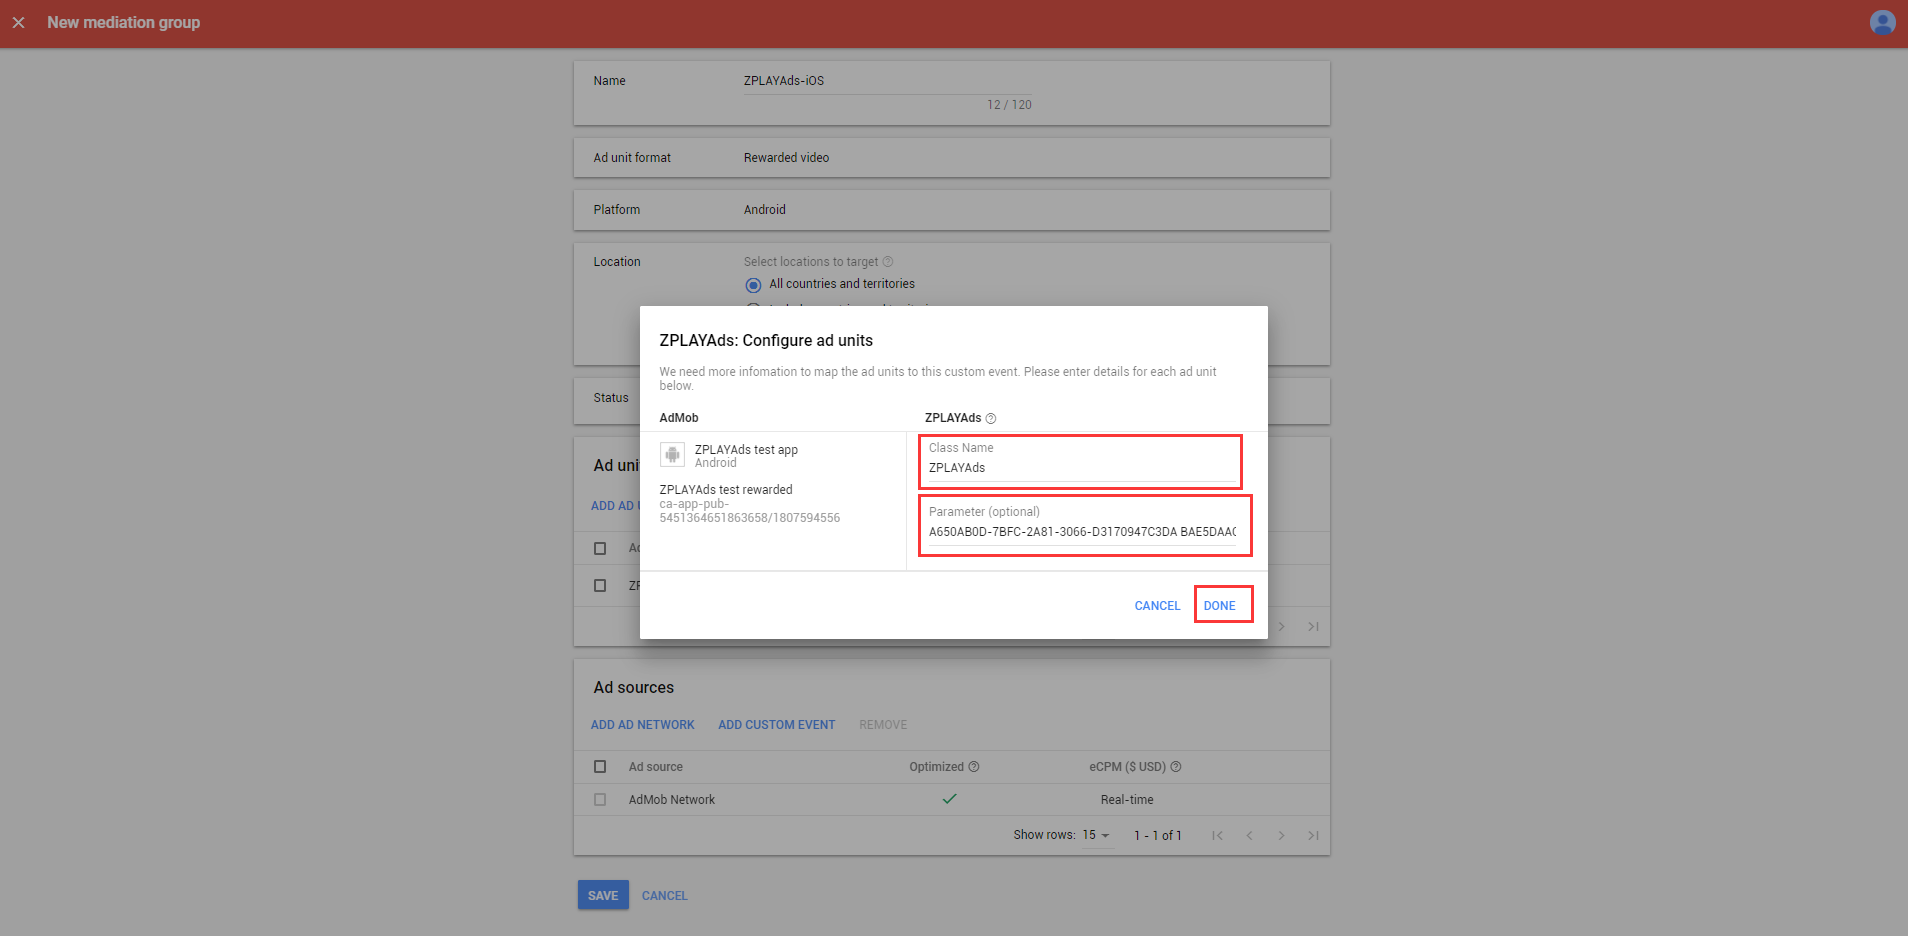 New mediation group
Name
ZPLAYAds-iOS
12 / 120
Ad unit format
Rewarded video
Platform
Android
Location
Select locations to target
All countries and territories
ZPLAYAds: Configure ad units
We need more infomation to map the ad units to this custom event. Please enter details for each ad unit
below.
Status
AdMob
ZPLAYAds
ZPLAYAds test app
Android
Class Name
ZPLAYAds
Ad uni
ZPLAYAds test rewarded
ca-app-pub-
5451364651863658/1807594556
ADD AD U
Parameter (optional)
A650AB0D-7BFC-2A81-3066-D3170947C3DA BAE5DAAC
Ad
ZP
CANCEL
DONE
Ad sources
ADD AD NETWORK
ADD CUSTOM EVENT
REMOVE
Ad source
Optimized
eCPM ($ USD)
AdMob Network
Real-time
Show rows: 15
1 - 1 of 1
SAVE
CANCEL